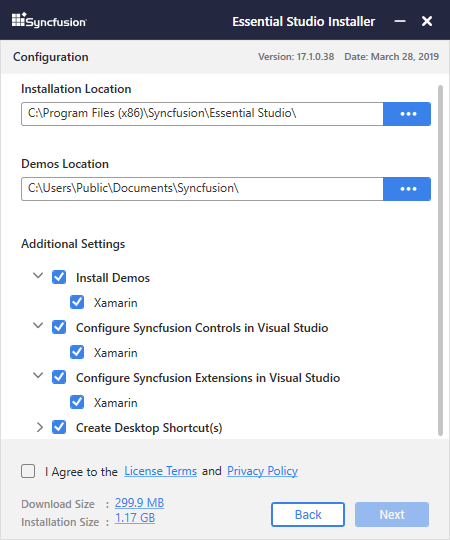 Syncfusion Essential Studio Installer
Configuration Version: 17.1.0.38 Date: March 28, 2019
Installation Location
C:\Program Files (x86)\Syncfusion\Essential Studio\
Demos Location
C:\Users\Public\Documents\Syncfusion\
Additional Settings
Install Demos
Xamarin
Configure Syncfusion Controls in Visual Studio
Xamarin
Configure Syncfusion Extensions in Visual Studio
Xamarin
Create Desktop Shortcut(s)
I Agree to the License Terms and Privacy Policy
Download Size : 299.9 MB
Installation Size : 1.17 GB
Back Next